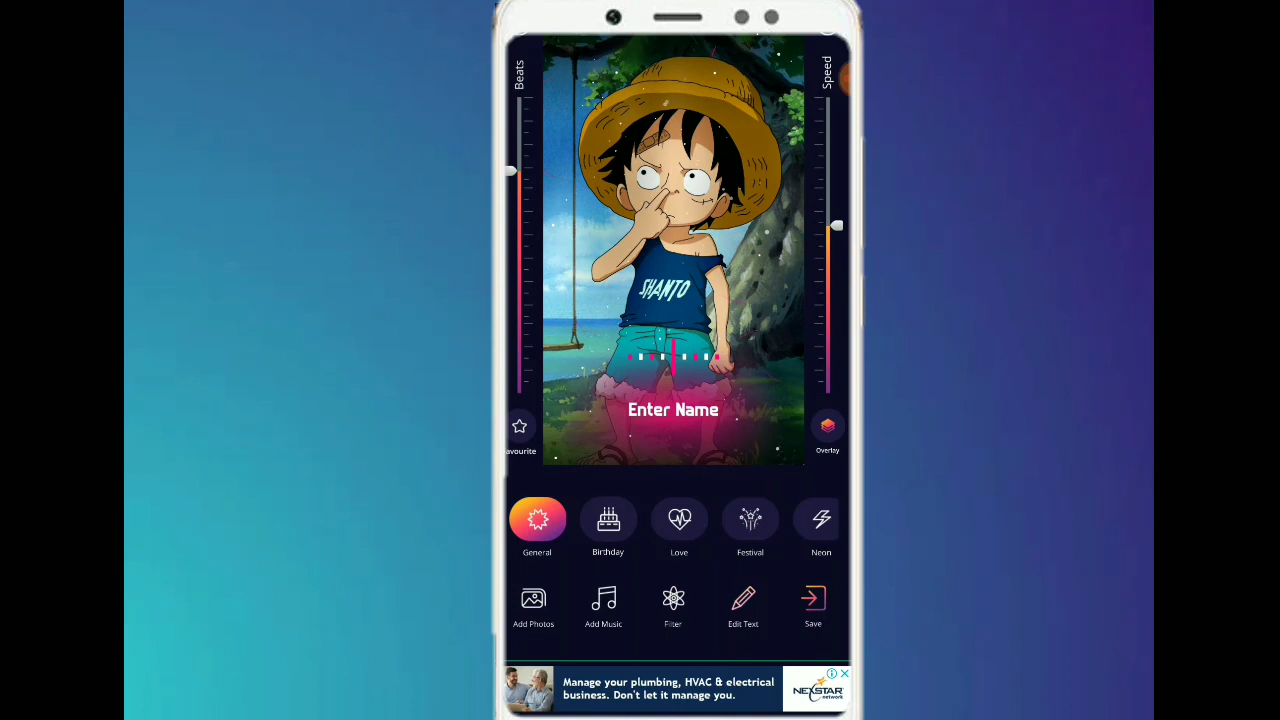 Beats
Speed
SHANTO
Enter Name
avourite
Overlay
General
Birthday
Love
Festival
Neon
Add Photos
Add Music
Filter
Edit Text
Save
Manage your plumbing, HVAC & electrical
business. Don't let it manage you.
NEXSTAR
network